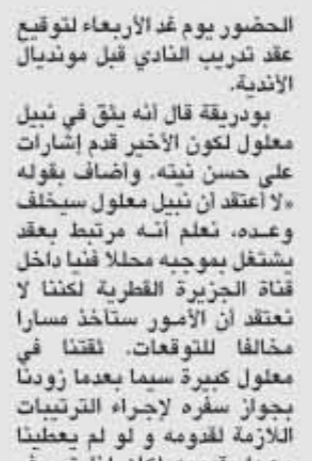 الحضور يوم غد الأربعاء لتوقيع
عقد تدريب النادي قبل مونديال
الأندية.
بودريقة قال أنه يثق في نبيل
معلول لكون الأخير قدم إشارات
على حسن نيته. وأضاف بقوله
«لا أعتقد أن نبيل معلول سيخلف
وعده، نعلم أنه مرتبط بعقد
يشتغل بموجبه محللا فنيا داخل
قناة الجزيرة القطرية لكننا لا
نعتقد أن الأمور ستأخذ مسارا
مخالفا للتوقعات. ثقتنا في
معلول كبيرة سيما بعدما زودنا
بجواز سفره لإجراء الترتيبات
اللازمة لقدومه و لو لم يعطينا